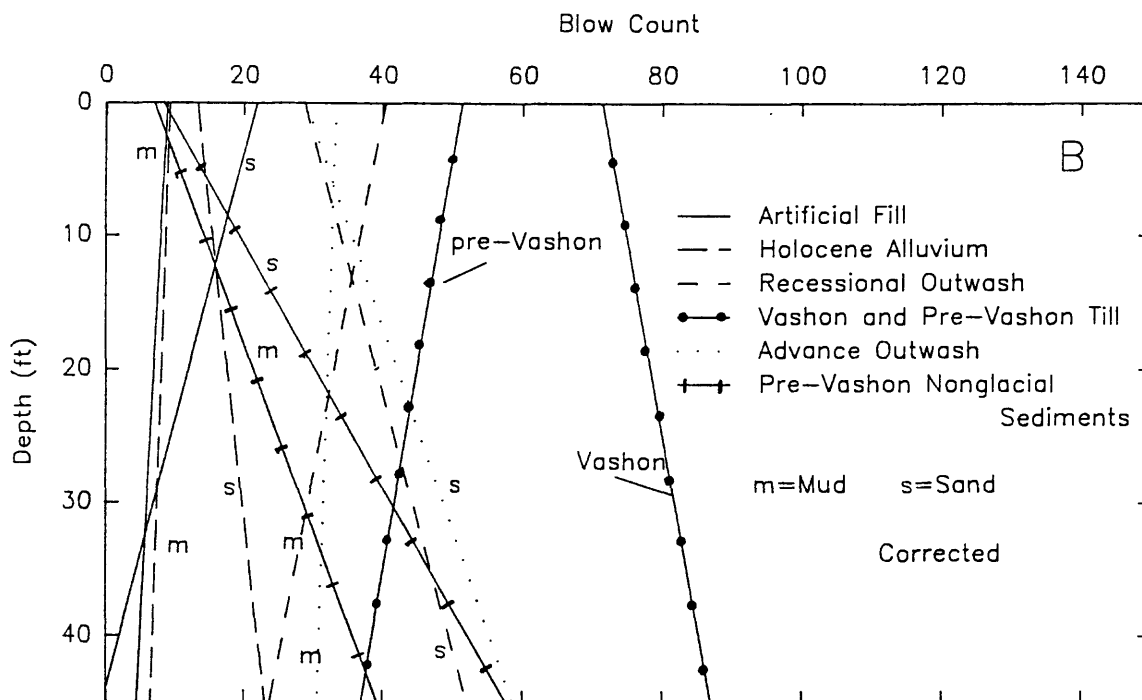 Blow Count
0 20 40 60 80 100 120 140
0
10
20
30
40
Depth (ft)
B
m
s
pre-Vashon
s
m
Vashon
s
s
m
m
m
s
Artificial Fill
Holocene Alluvium
Recessional Outwash
Vashon and Pre-Vashon Till
Advance Outwash
Pre-Vashon Nonglacial
Sediments
m=Mud s=Sand
Corrected